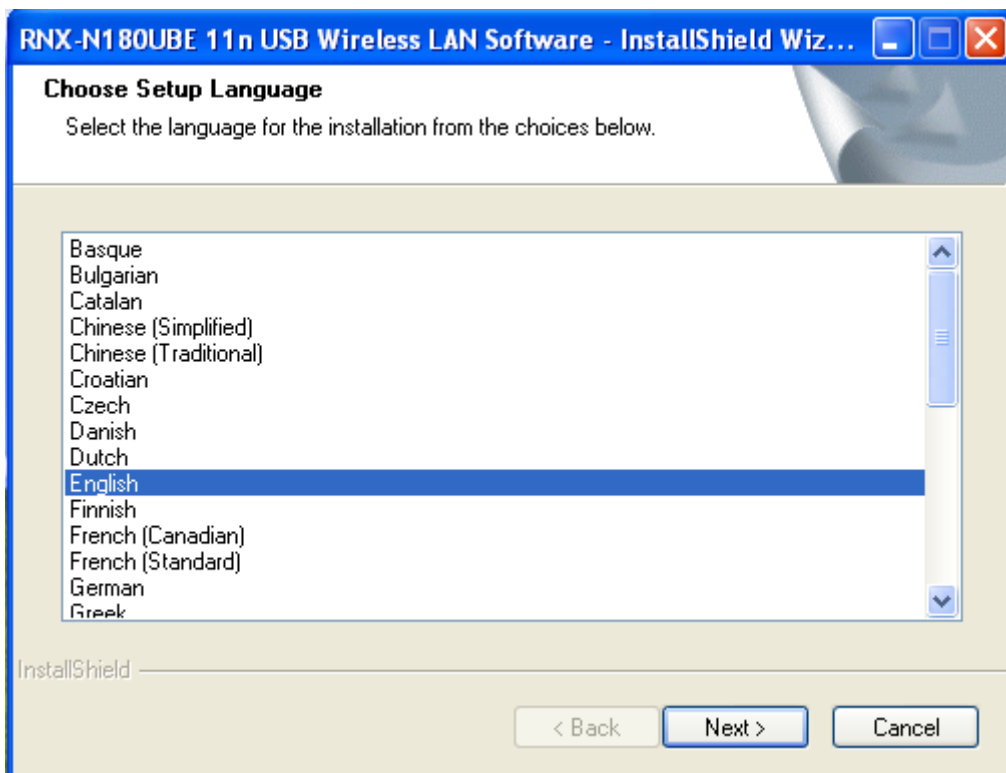 RNX-N180UBE 11n USB Wireless LAN Software - InstallShield Wiz...
Choose Setup Language
Select the language for the installation from the choices below.
Basque
Bulgarian
Catalan
Chinese (Simplified)
Chinese (Traditional)
Croatian
Czech
Danish
Dutch
English
Finnish
French (Canadian)
French (Standard)
German
Greek
InstallShield
< Back Next > Cancel